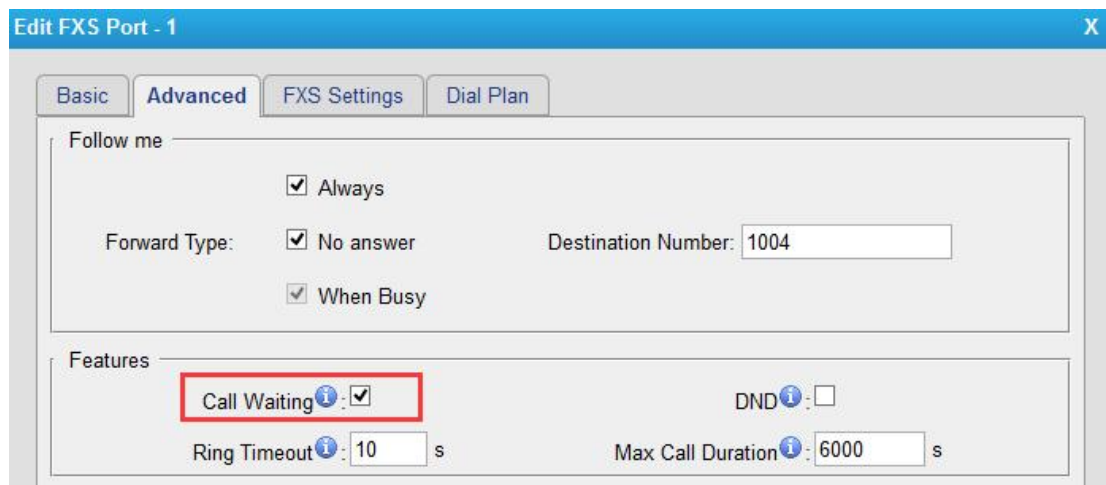 Edit FXS Port - 1 X
Basic Advanced FXS Settings Dial Plan
Follow me
Always
Forward Type: No answer Destination Number: 1004
When Busy
Features
Call Waiting i : DND i :
Ring Timeout i : 10 s Max Call Duration i : 6000 s